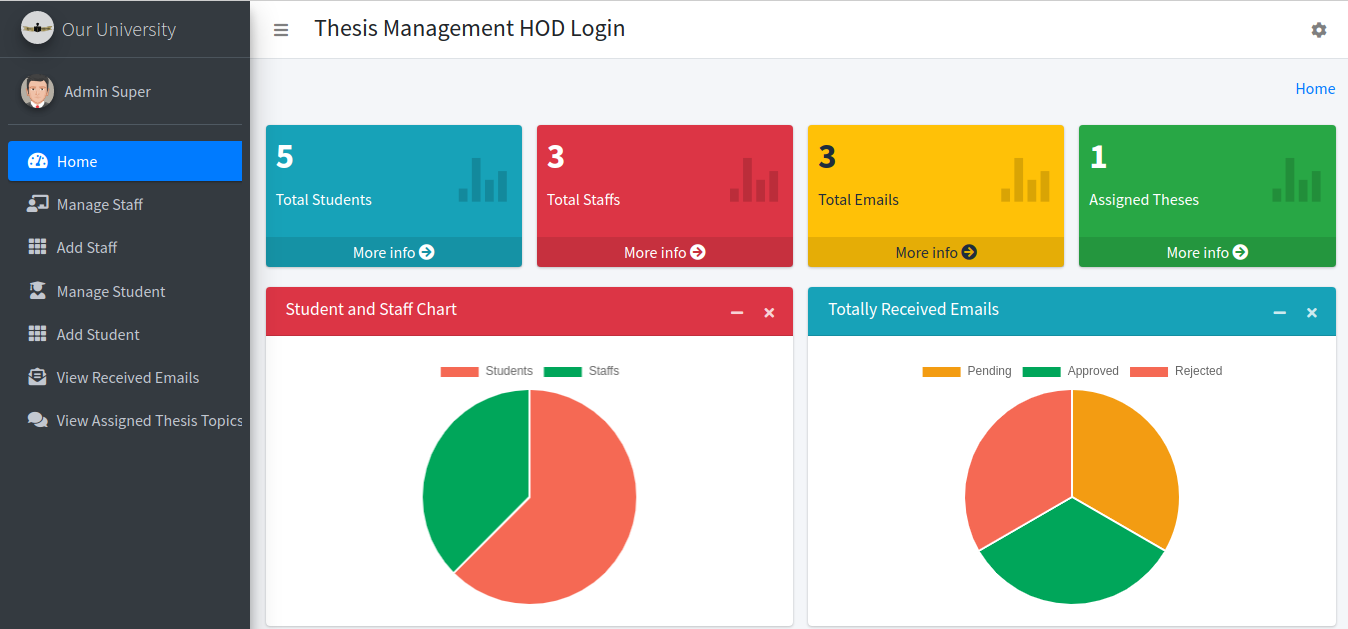 Our University
Thesis Management HOD Login
Admin Super
Home
Home
Manage Staff
Add Staff
Manage Student
Add Student
View Received Emails
View Assigned Thesis Topics
5
Total Students
More info
3
Total Staffs
More info
3
Total Emails
More info
1
Assigned Theses
More info
Student and Staff Chart
Students Staffs
Totally Received Emails
Pending Approved Rejected